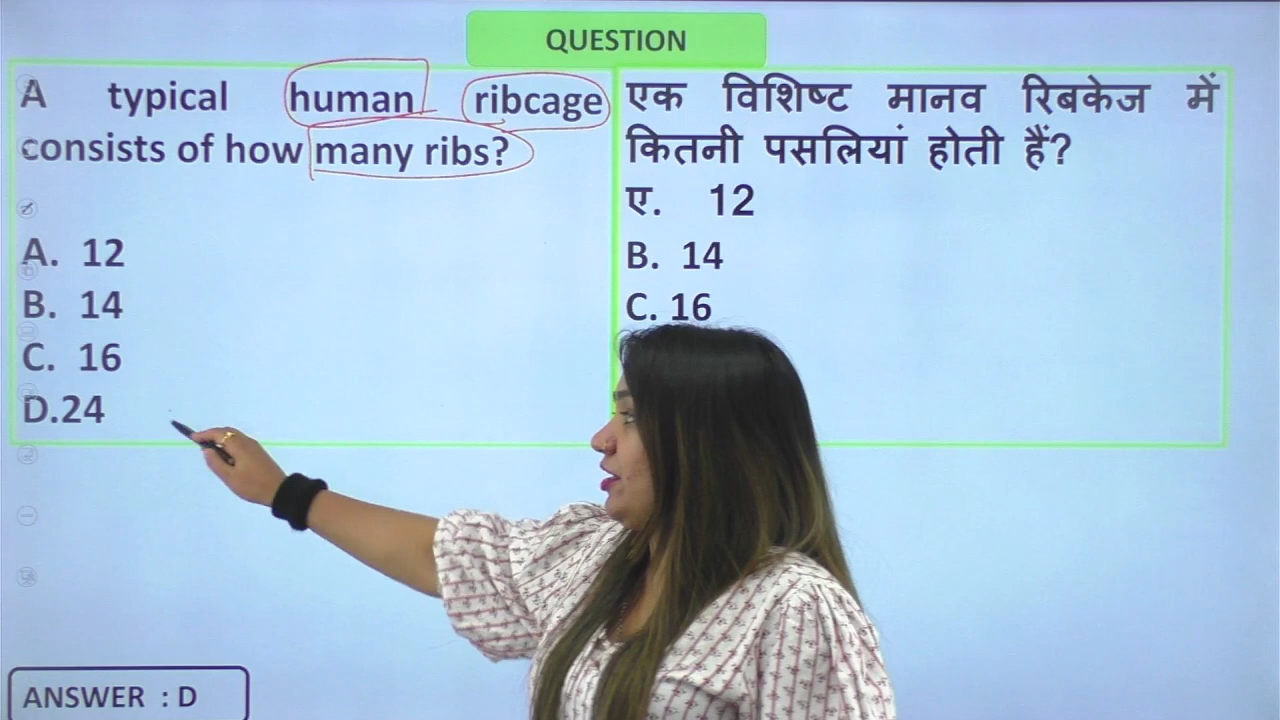 QUESTION
A typical human ribcage
consists of how many ribs?
A. 12
B. 14
C. 16
D.24
एक विशिष्ट मानव रिबकेज में
कितनी पसलियां होती हैं?
ए. 12
B. 14
C. 16
ANSWER : D